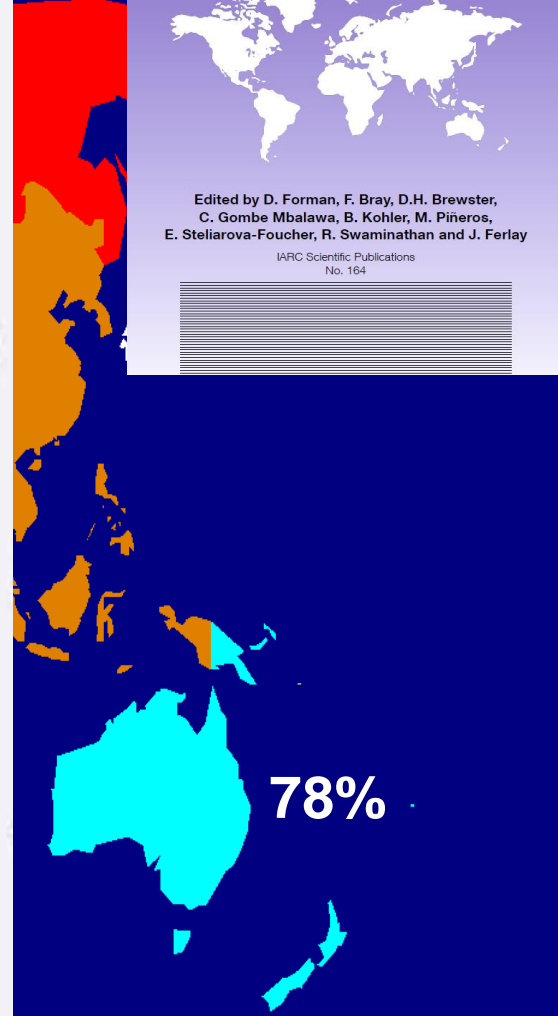 Edited by D. Forman, F. Bray, D.H. Brewster,
C. Gombe Mbalawa, B. Kohler, M. Piñeros,
E. Steliarova-Foucher, R. Swaminathan and J. Ferlay
IARC Scientific Publications
No. 164
78%